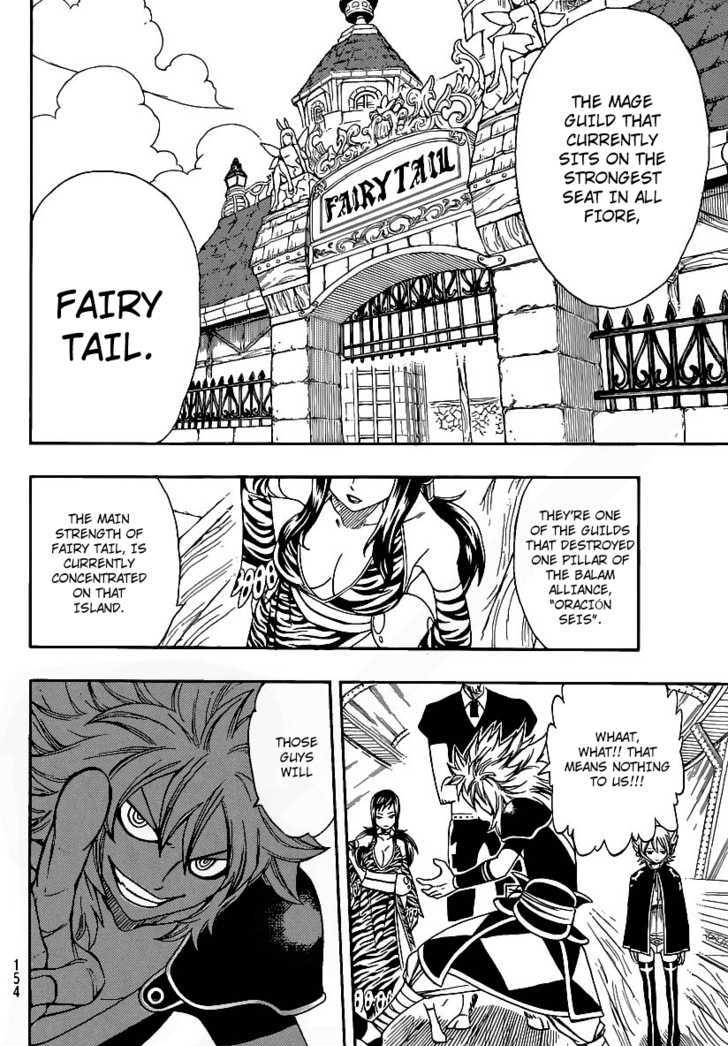 THE MAGE
GUILD THAT
CURRENTLY
SITS ON THE
STRONGEST
SEAT IN ALL
FIORE,
FAIRY TAIL
FAIRY
TAIL.
THEY'RE ONE
OF THE GUILDS
THAT DESTROYED
ONE PILLAR OF
THE BALAM
ALLIANCE,
"ORACIÓN
SEIS".
THE MAIN
STRENGTH OF
FAIRY TAIL, IS
CURRENTLY
CONCENTRATED
ON THAT
ISLAND.
WHAAT,
WHAT!! THAT
MEANS NOTHING
TO US!!!
THOSE
GUYS
WILL
154